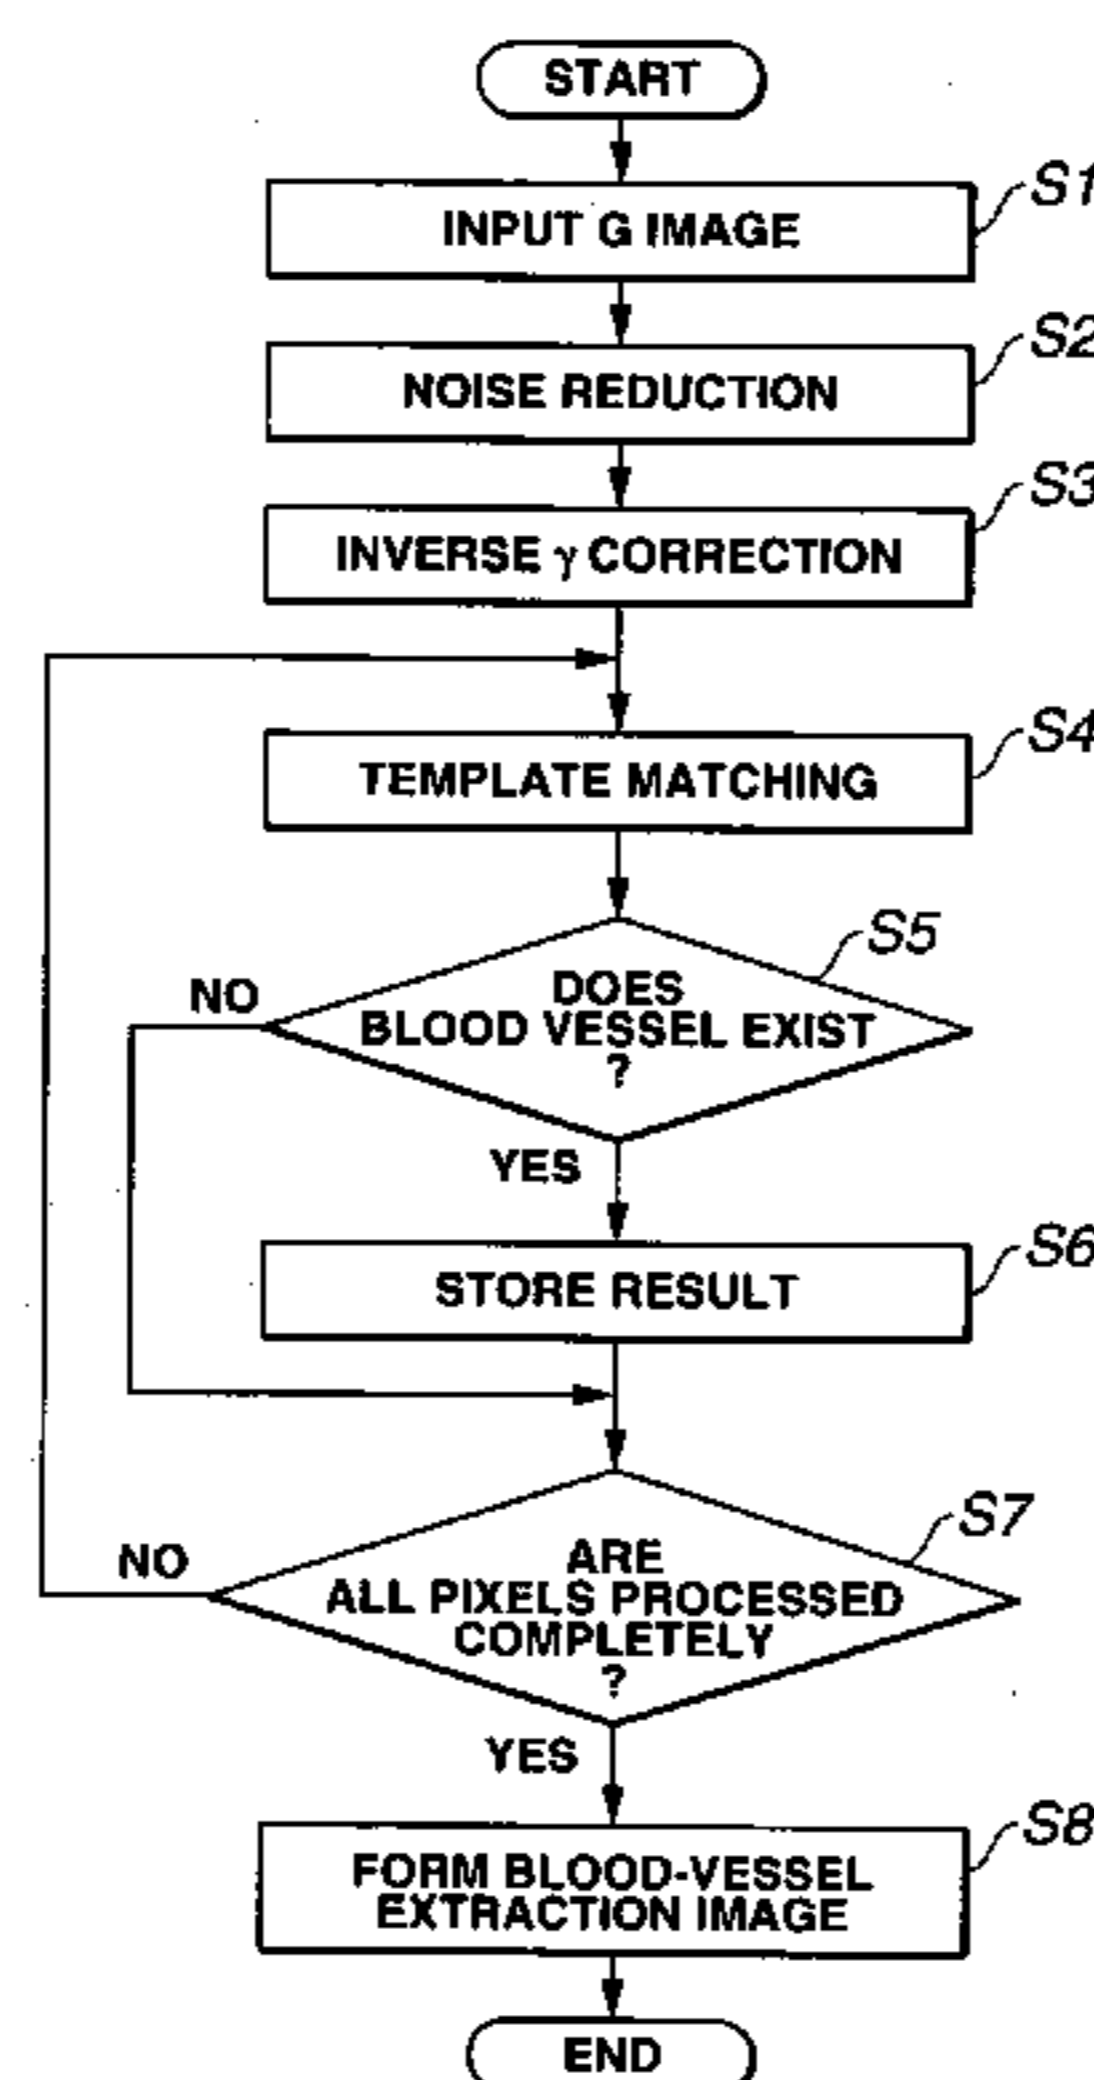 START
INPUT G IMAGE
S1
NOISE REDUCTION
S2
INVERSE γ CORRECTION
S3
TEMPLATE MATCHING
S4
DOES
BLOOD VESSEL EXIST
?
S5
NO
YES
STORE RESULT
S6
ARE
ALL PIXELS PROCESSED
COMPLETELY
?
S7
NO
YES
FORM BLOOD-VESSEL
EXTRACTION IMAGE
S8
END